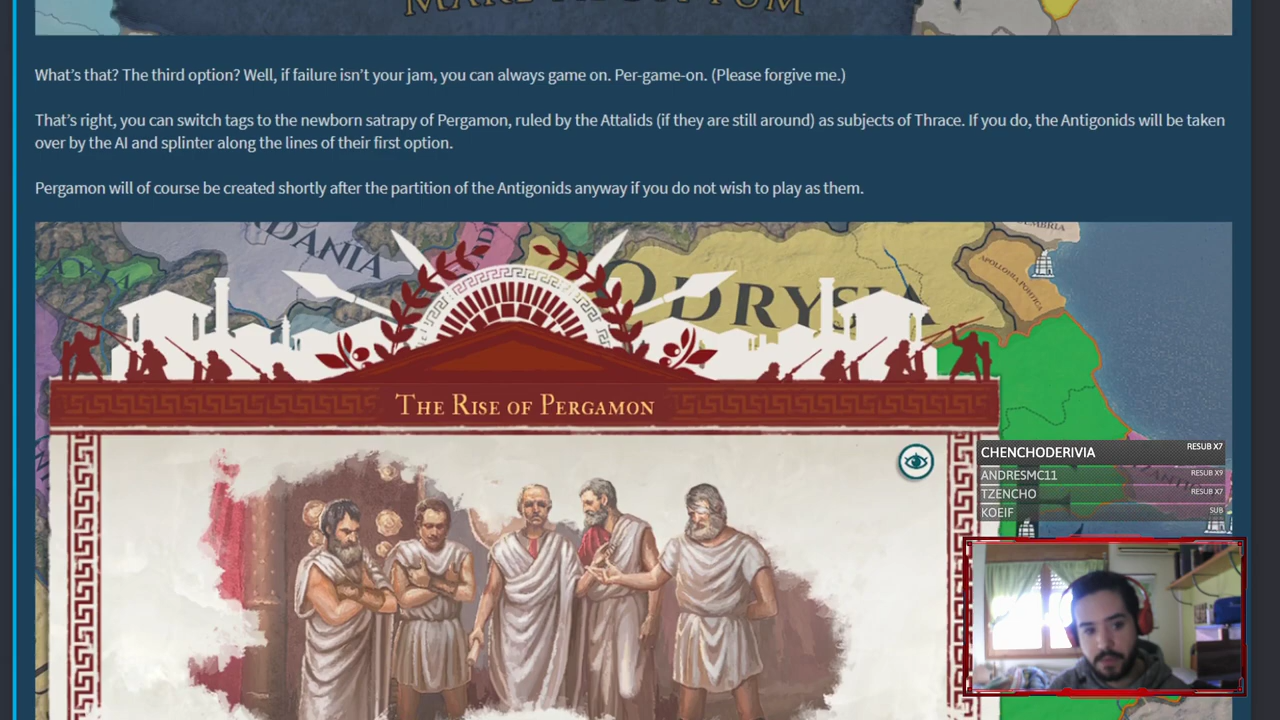 What's that? The third option? Well, if failure isn't your jam, you can always game on. Per-game-on. (Please forgive me.)
That's right, you can switch tags to the newborn satrapy of Pergamon, ruled by the Attalids (if they are still around) as subjects of Thrace. If you do, the Antigonids will be taken
over by the AI and splinter along the lines of their first option.
Pergamon will of course be created shortly after the partition of the Antigonids anyway if you do not wish to play as them.
DANIA
ODRYSIA
APOLLONIA PONTICA
The Rise of Pergamon
CHENCHODERIVIA RESUB X7
ANDRESMC11 RESUB X9
TZENCHO RESUB X7
KOEIF SUB